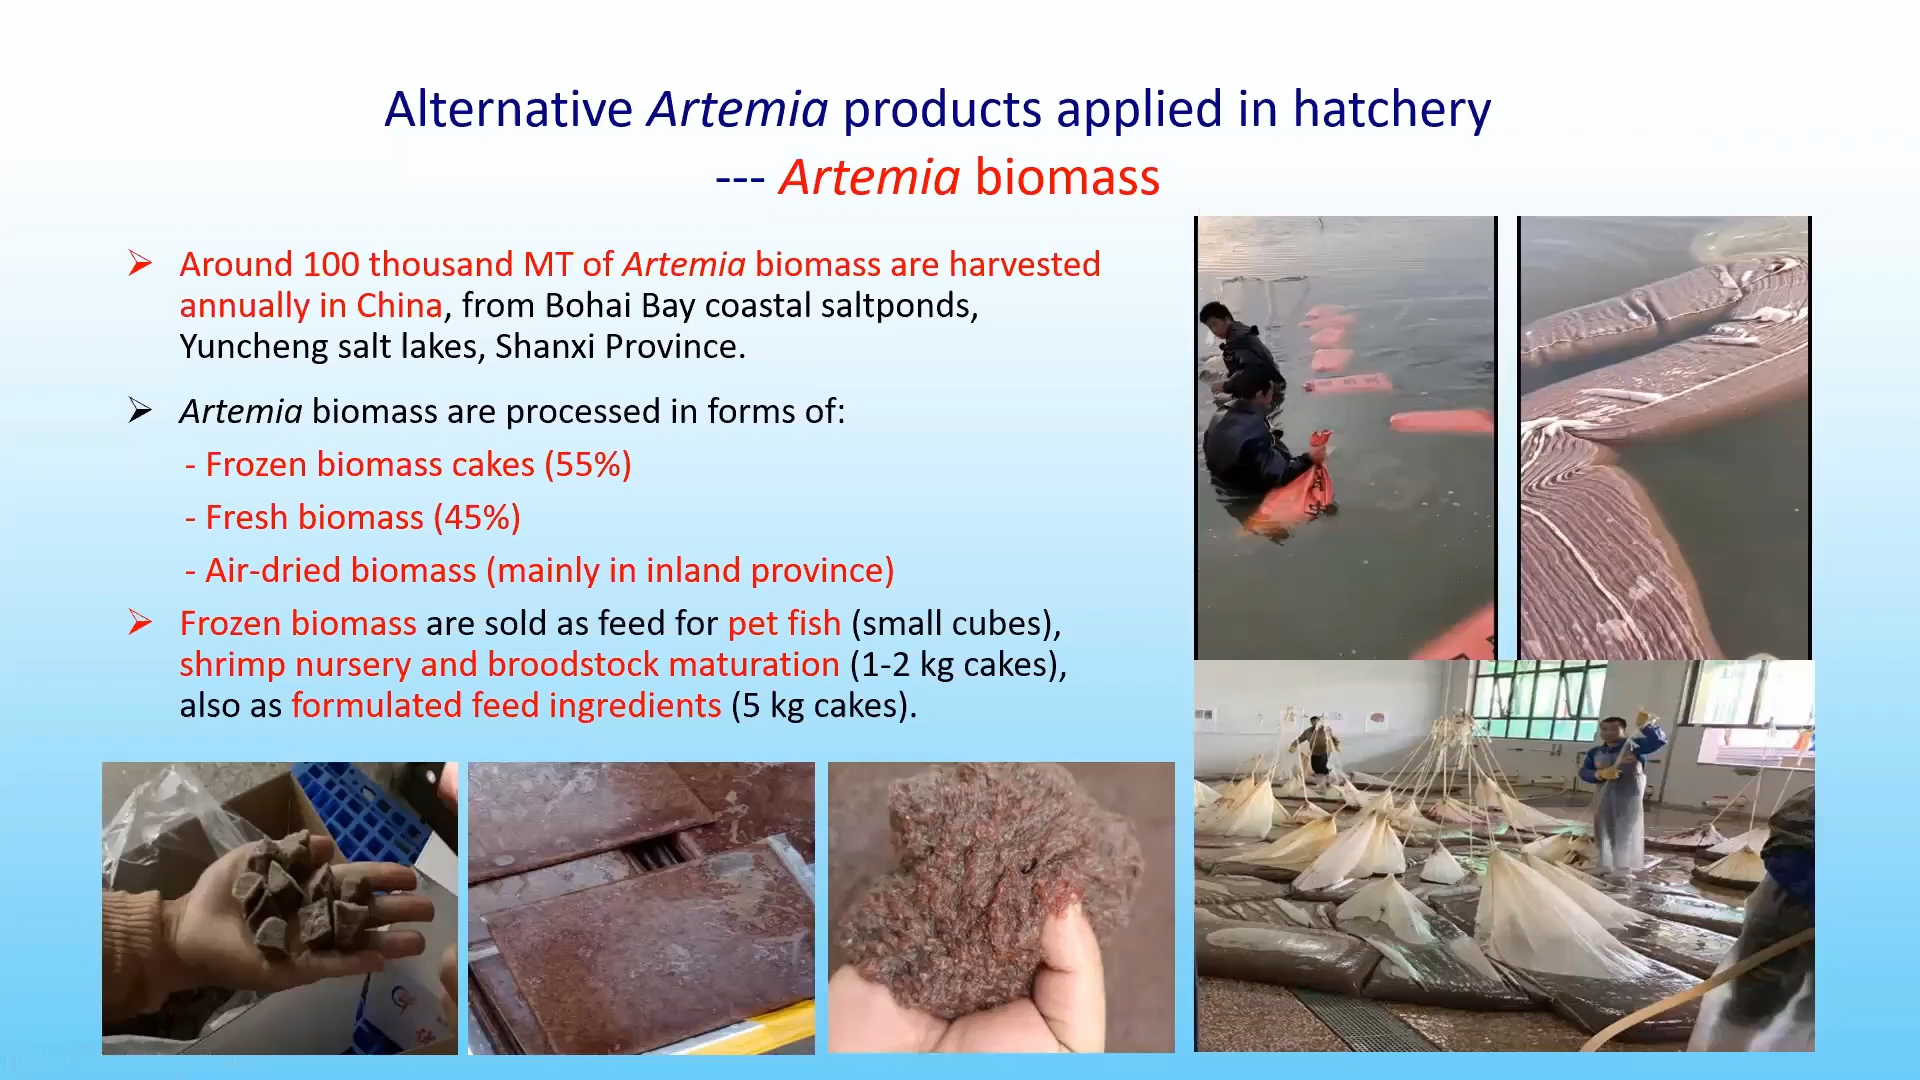 Alternative Artemia products applied in hatchery
--- Artemia biomass
➢ Around 100 thousand MT of Artemia biomass are harvested
annually in China, from Bohai Bay coastal saltponds,
Yuncheng salt lakes, Shanxi Province.
➢ Artemia biomass are processed in forms of:
- Frozen biomass cakes (55%)
- Fresh biomass (45%)
- Air-dried biomass (mainly in inland province)
➢ Frozen biomass are sold as feed for pet fish (small cubes),
shrimp nursery and broodstock maturation (1-2 kg cakes),
also as formulated feed ingredients (5 kg cakes).